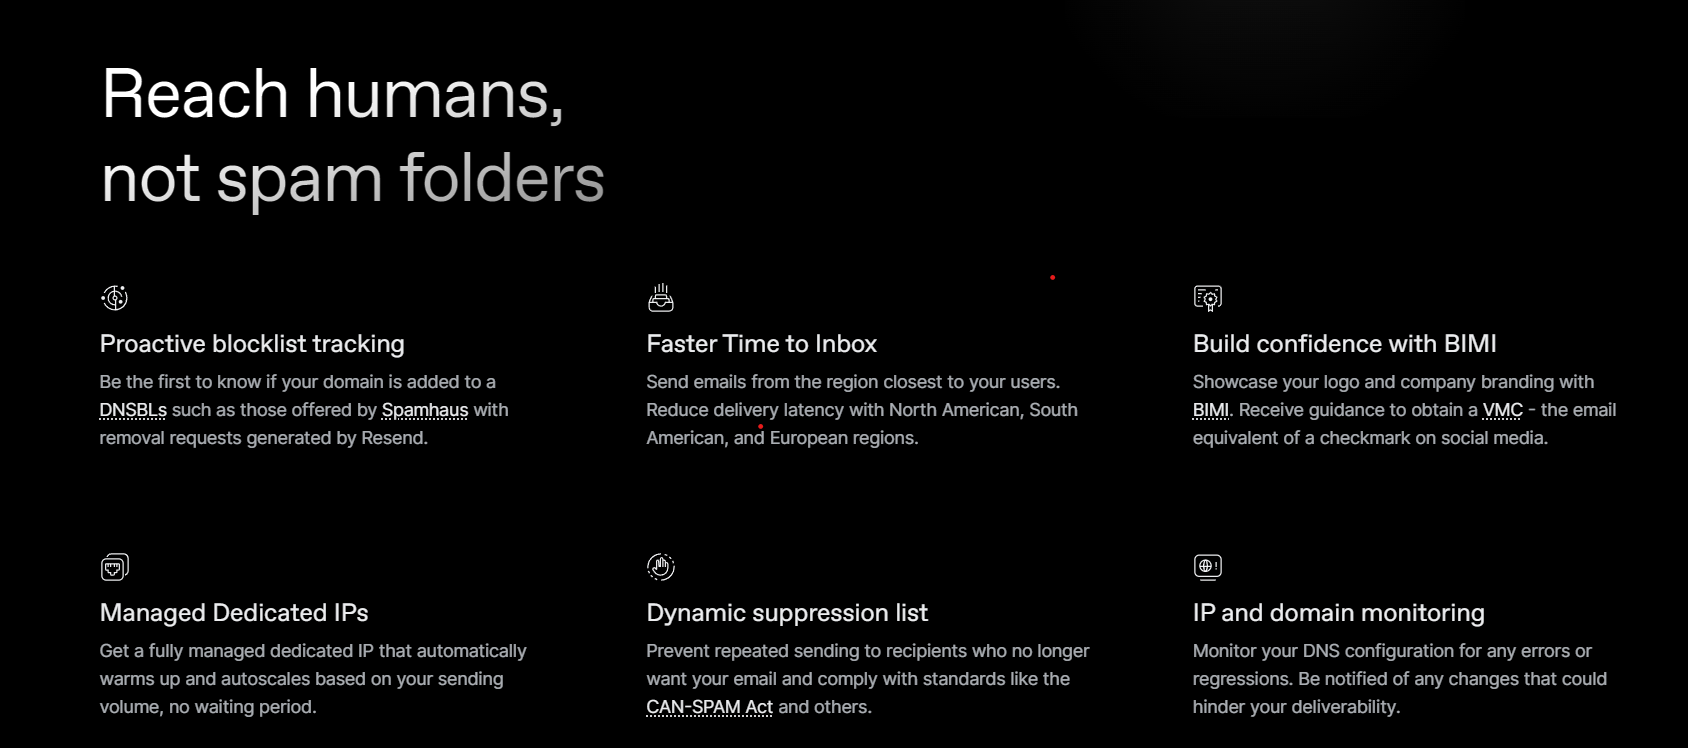 Reach humans,
not spam folders
Proactive blocklist tracking
Be the first to know if your domain is added to a
DNSBLs such as those offered by Spamhaus with
removal requests generated by Resend.
Faster Time to Inbox
Send emails from the region closest to your users.
Reduce delivery latency with North American, South
American, and European regions.
Build confidence with BIMI
Showcase your logo and company branding with
BIMI. Receive guidance to obtain a VMC - the email
equivalent of a checkmark on social media.
Managed Dedicated IPs
Get a fully managed dedicated IP that automatically
warms up and autoscales based on your sending
volume, no waiting period.
Dynamic suppression list
Prevent repeated sending to recipients who no longer
want your email and comply with standards like the
CAN-SPAM Act and others.
IP and domain monitoring
Monitor your DNS configuration for any errors or
regressions. Be notified of any changes that could
hinder your deliverability.